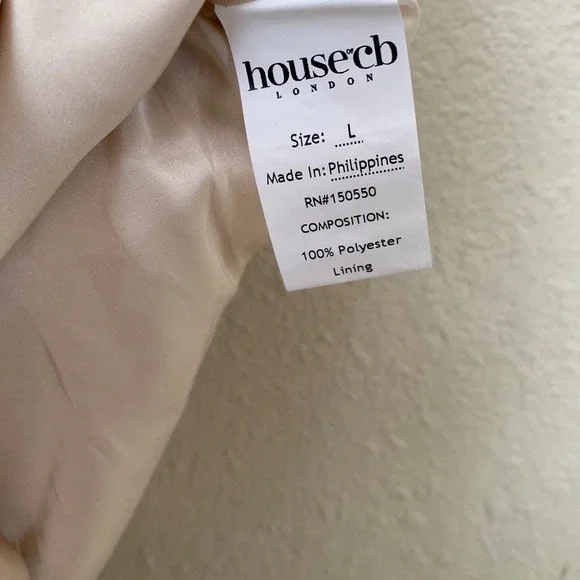 house of cb
LONDON
Size: L
Made In: Philippines
RN#150550
COMPOSITION:
100% Polyester
Lining